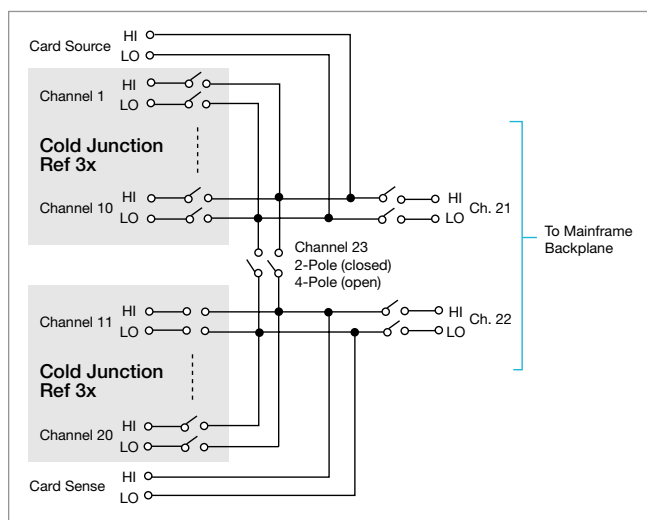 Card Source
HI
LO
Channel 1
HI
LO
Cold Junction
Ref 3x
Channel 10
HI
LO
HI
LO
Ch. 21
To Mainframe
Backplane
Channel 23
2-Pole (closed)
4-Pole (open)
Channel 11
HI
LO
HI
LO
Ch. 22
Cold Junction
Ref 3x
Channel 20
HI
LO
Card Sense
HI
LO